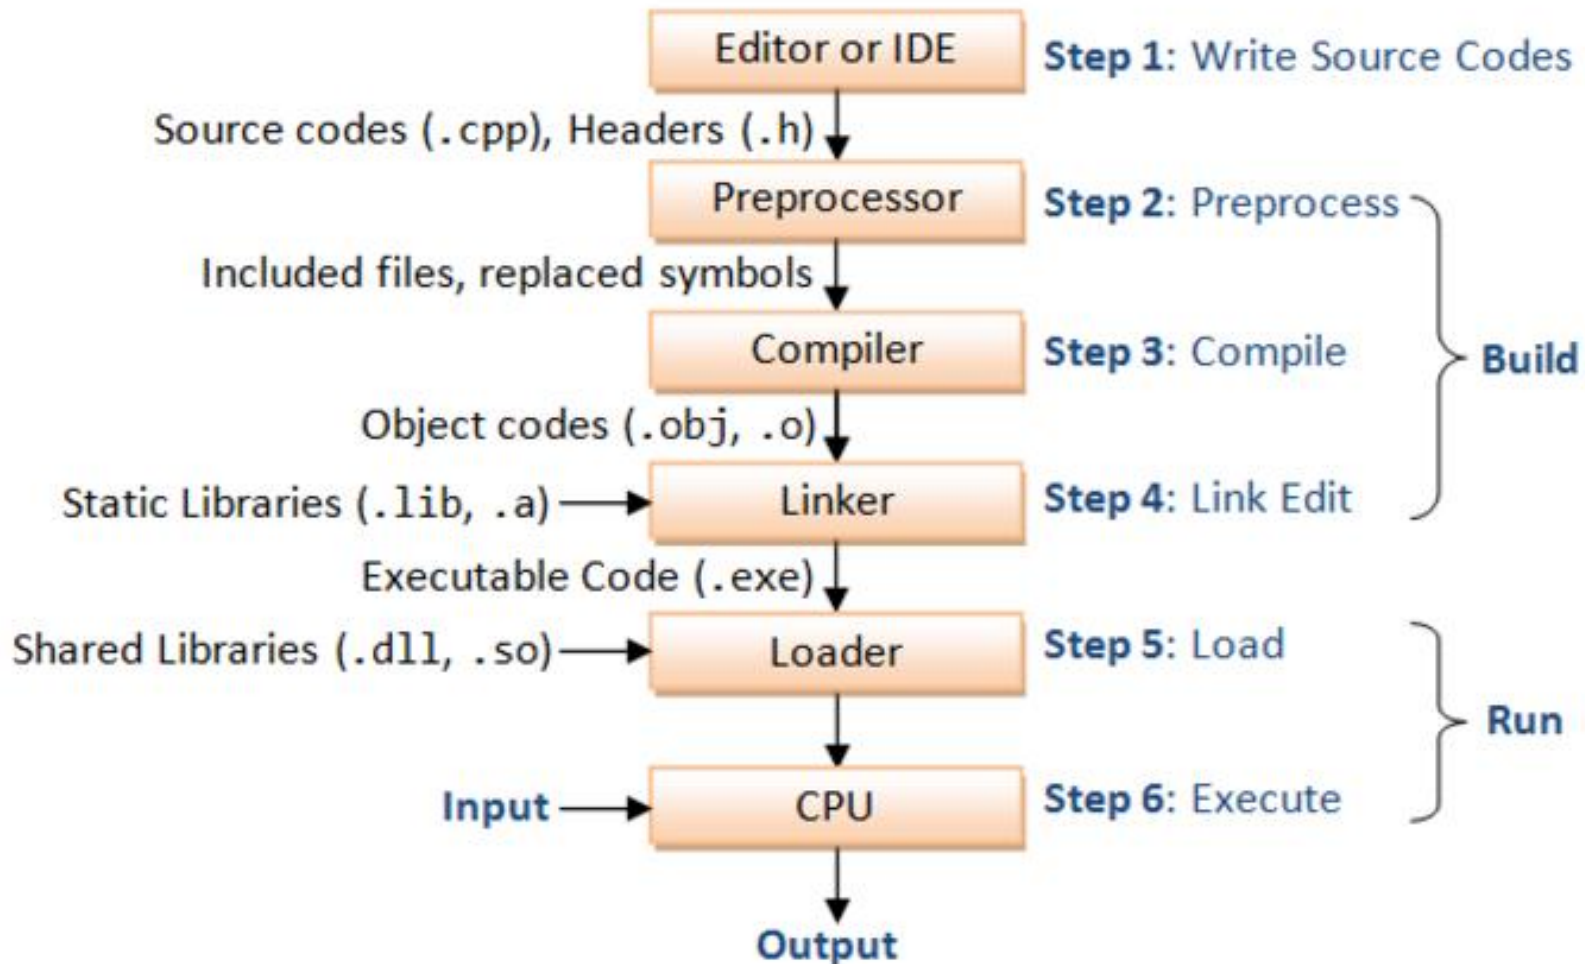 Editor or IDE
Step 1: Write Source Codes
Source codes (.cpp), Headers (.h)
Preprocessor
Step 2: Preprocess
Included files, replaced symbols
Compiler
Step 3: Compile
Build
Object codes (.obj, .o)
Static Libraries (.lib, .a)
Linker
Step 4: Link Edit
Executable Code (.exe)
Shared Libraries (.dll, .so)
Loader
Step 5: Load
Run
Input
CPU
Step 6: Execute
Output